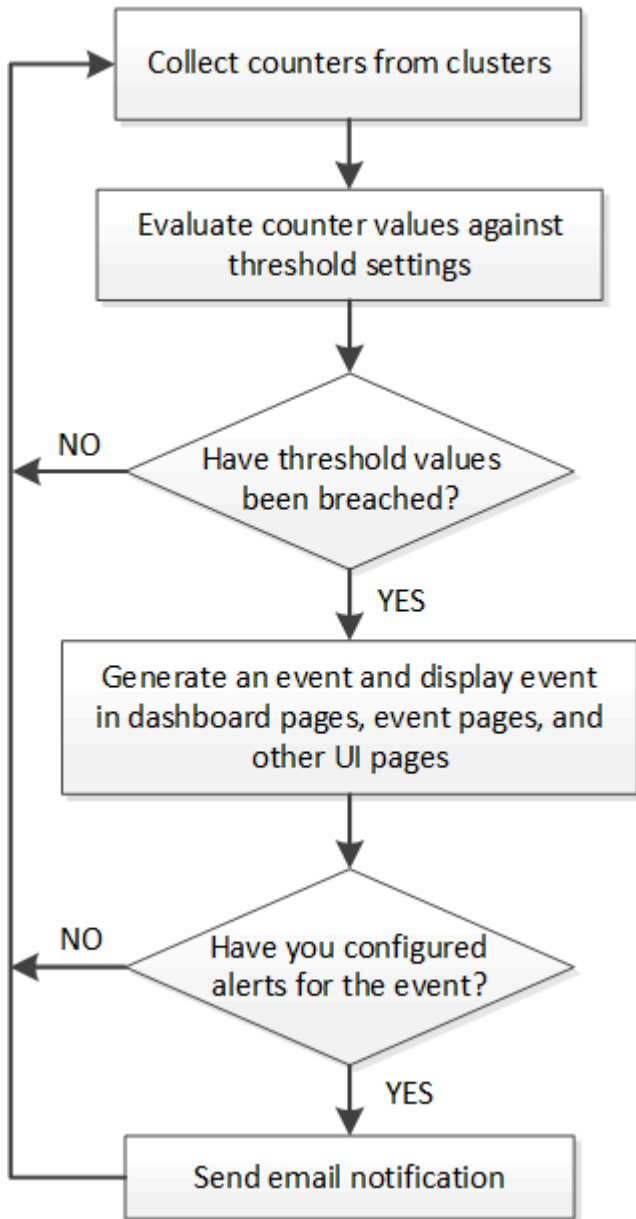 Collect counters from clusters
Evaluate counter values against
threshold settings
NO
Have threshold values
been breached?
YES
Generate an event and display event
in dashboard pages, event pages, and
other UI pages
NO
Have you configured
alerts for the event?
YES
Send email notification